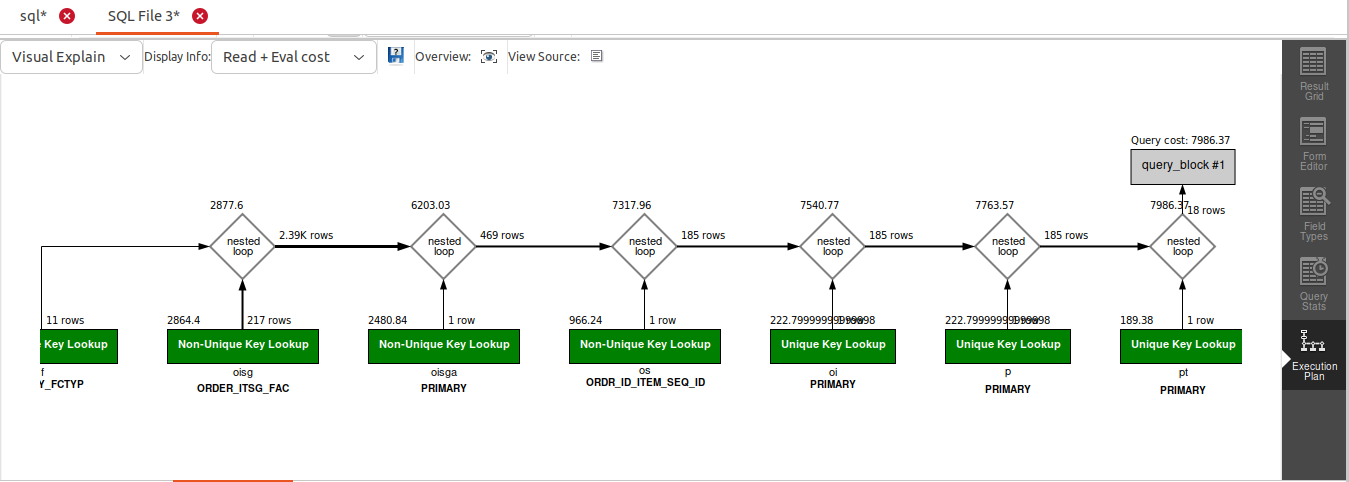 sql*
SQL File 3*
Visual Explain
Display Info:
Read + Eval cost
Overview:
View Source:
Result
Grid
Form
Editor
Field
Types
Query
Stats
Execution
Plan
Query cost: 7986.37
query_block #1
2877.6
6203.03
7317.96
7540.77
7763.57
7986.37
18 rows
nested
loop
2.39K rows
nested
loop
469 rows
nested
loop
185 rows
nested
loop
185 rows
nested
loop
185 rows
nested
loop
11 rows
2864.4
217 rows
2480.84
1 row
966.24
1 row
222.7999999999998
1 row
222.7999999999998
1 row
189.38
1 row
Key Lookup
Non-Unique Key Lookup
Non-Unique Key Lookup
Non-Unique Key Lookup
Unique Key Lookup
Unique Key Lookup
Unique Key Lookup
f
Y_FCTYP
oisg
ORDER_ITSG_FAC
oisga
PRIMARY
os
ORDR_ID_ITEM_SEQ_ID
oi
PRIMARY
p
PRIMARY
pt
PRIMARY